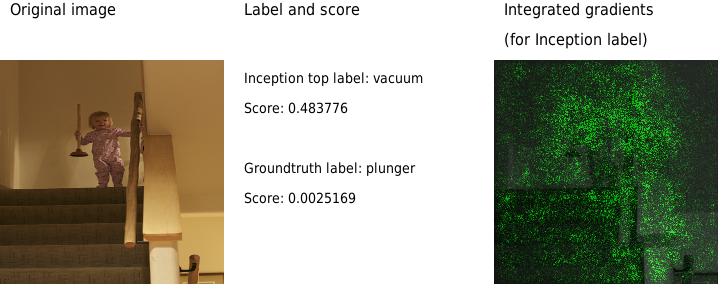 Original image
Label and score
Integrated gradients
(for Inception label)
Inception top label: vacuum
Score: 0.483776
Groundtruth label: plunger
Score: 0.0025169